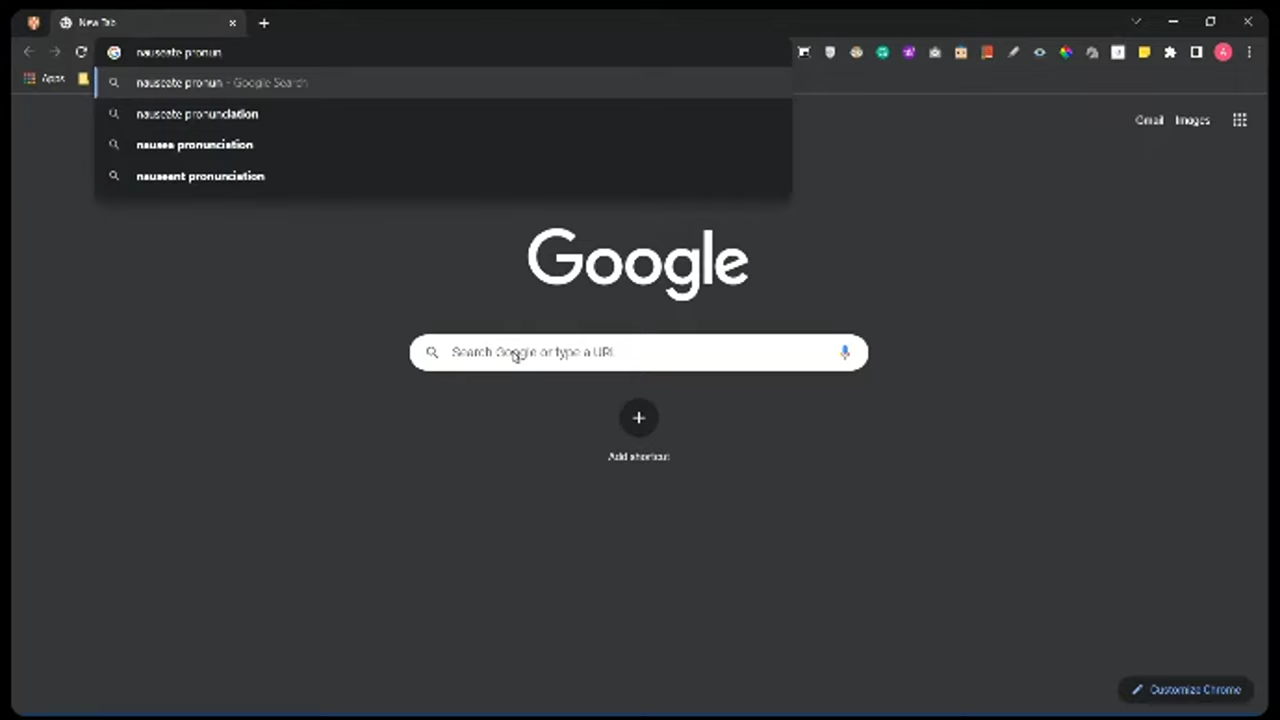 New Tab
nauseate pronun
Apps
nauseate pronun - Google Search
nauseate pronunciation
nausea pronunciation
nauseant pronunciation
Gmail Images
Google
Search Google or type a URL
Add shortcut
Customize Chrome